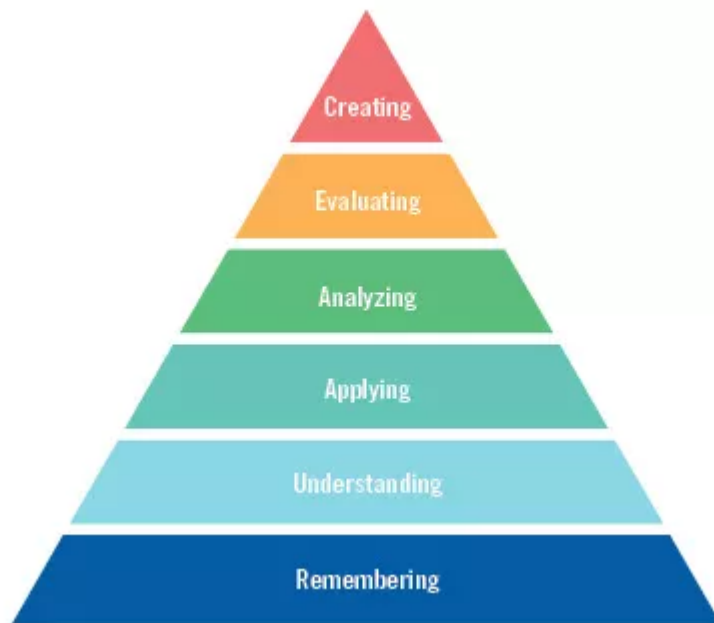 Creating
Evaluating
Analyzing
Applying
Understanding
Remembering